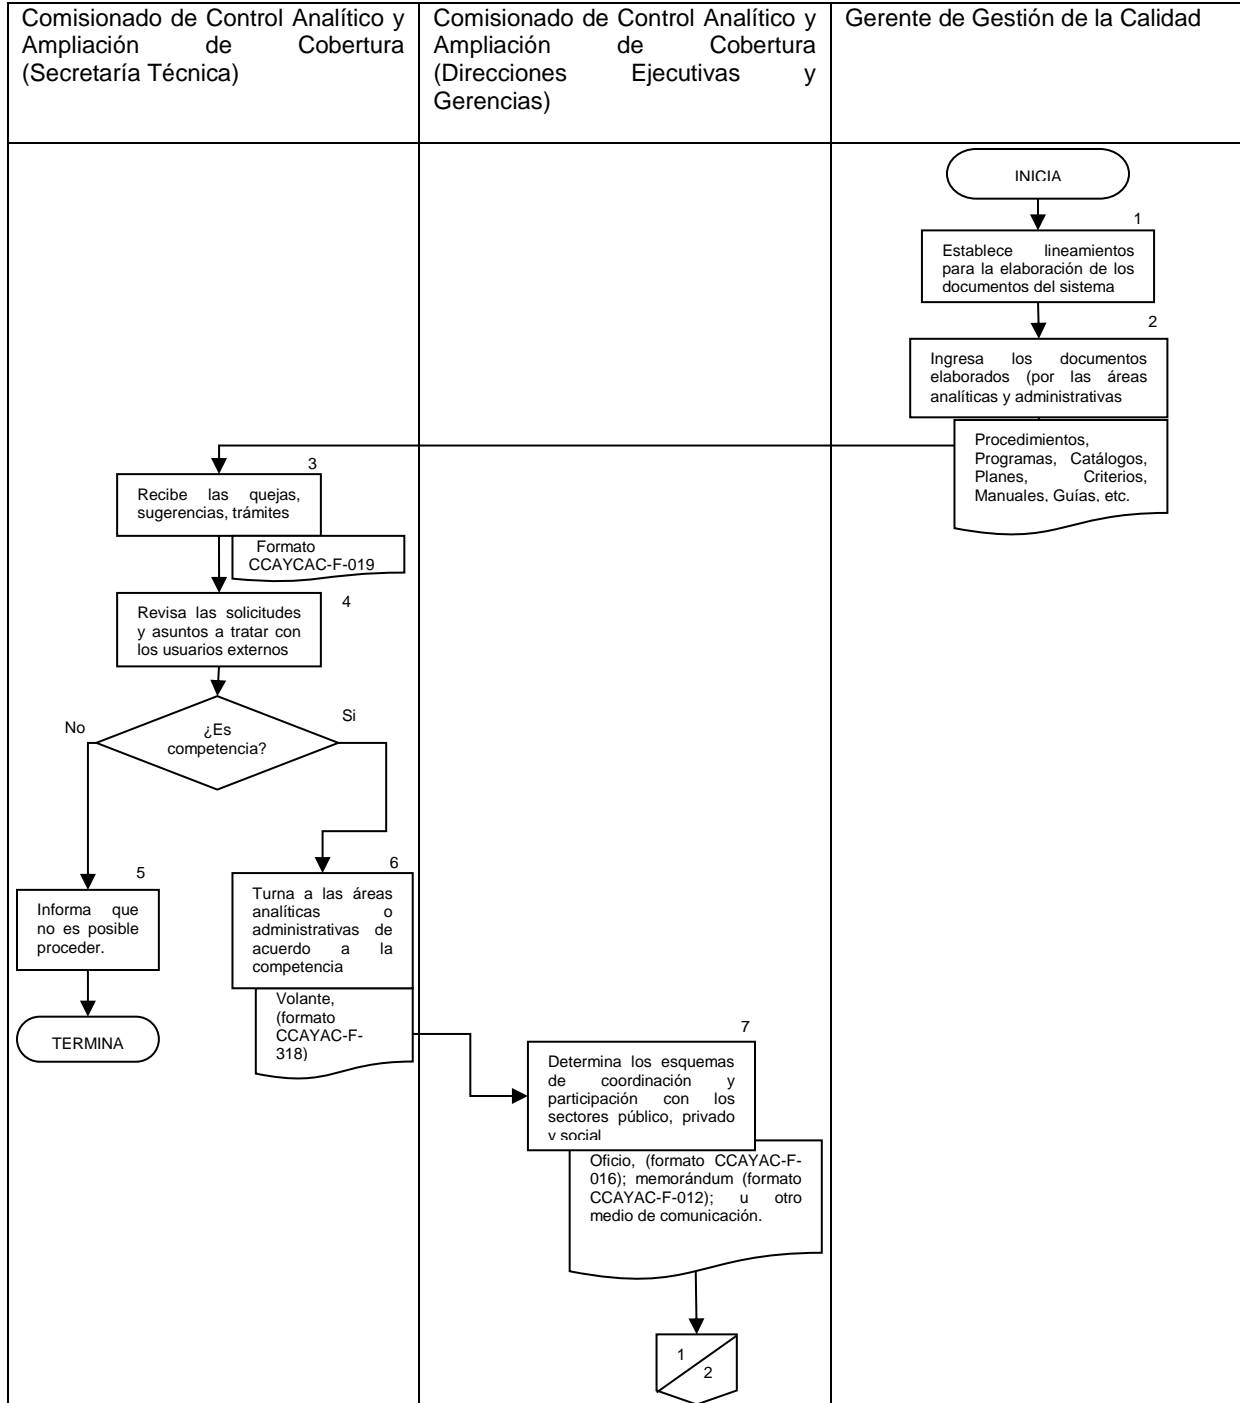 Comisionado de Control Analítico y
Ampliación de Cobertura
(Secretaría Técnica)
Comisionado de Control Analítico y
Ampliación de Cobertura
(Direcciones Ejecutivas y
Gerencias)
Gerente de Gestión de la Calidad
INICIA
1
Establece lineamientos
para la elaboración de los
documentos del sistema
2
Ingresa los documentos
elaborados (por las áreas
analíticas y administrativas
Procedimientos,
Programas, Catálogos,
Planes, Criterios,
Manuales, Guías, etc.
3
Recibe las quejas,
sugerencias, trámites
Formato
CCAYCAC-F-019
4
Revisa las solicitudes
y asuntos a tratar con
los usuarios externos
No
Si
¿Es
competencia?
5
Informa que
no es posible
proceder.
TERMINA
6
Turna a las áreas
analíticas o
administrativas de
acuerdo a la
competencia
Volante,
(formato
CCAYAC-F-
318)
7
Determina los esquemas
de coordinación y
participación con los
sectores público, privado
y social
Oficio, (formato CCAYAC-F-
016); memorándum (formato
CCAYAC-F-012); u otro
medio de comunicación.
1
2